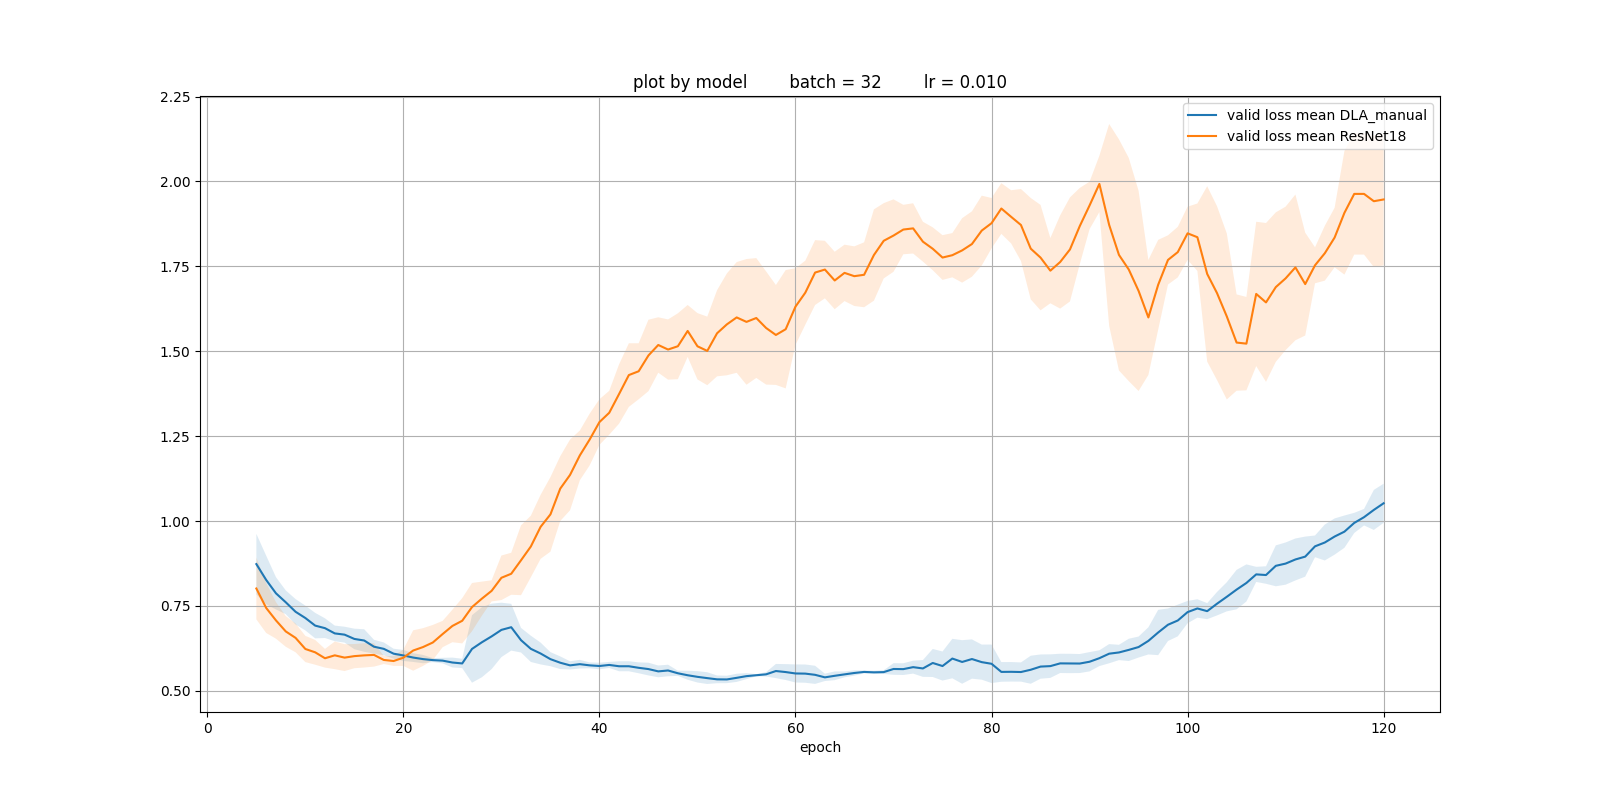 plot by model batch = 32 lr = 0.010
valid loss mean DLA_manual
valid loss mean ResNet18
2.25
2.00
1.75
1.50
1.25
1.00
0.75
0.50
0 20 40 60 80 100 120
epoch